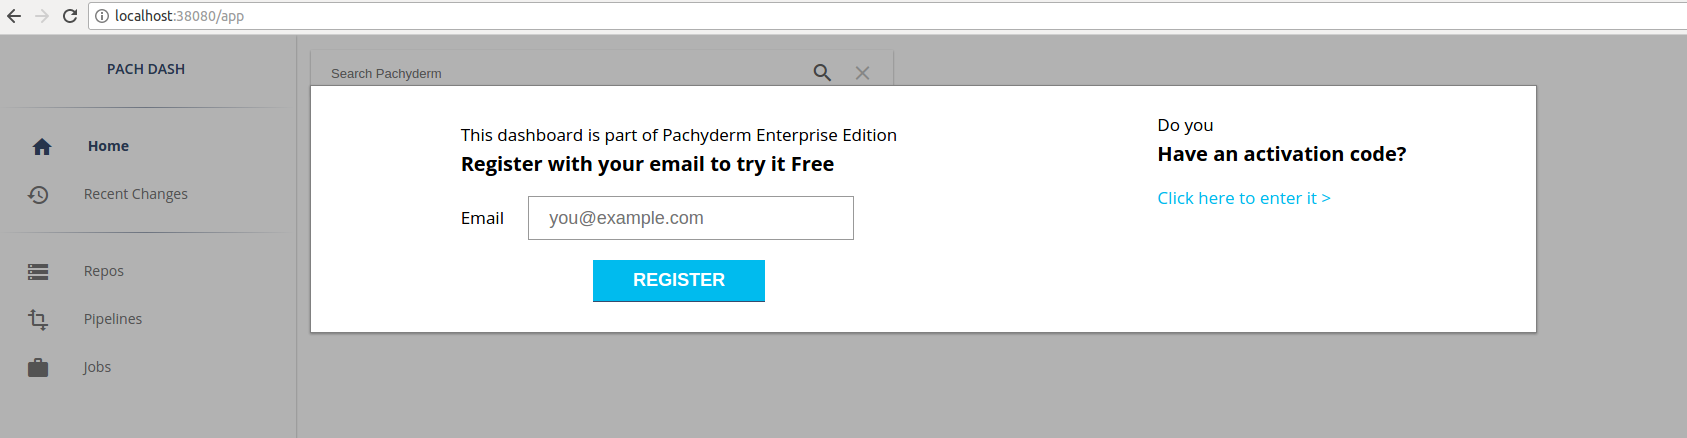 localhost:38080/app
PACH DASH
Home
Recent Changes
Repos
Pipelines
Jobs
Search Pachyderm
This dashboard is part of Pachyderm Enterprise Edition
Register with your email to try it Free
Email you@example.com
REGISTER
Do you
Have an activation code?
Click here to enter it >